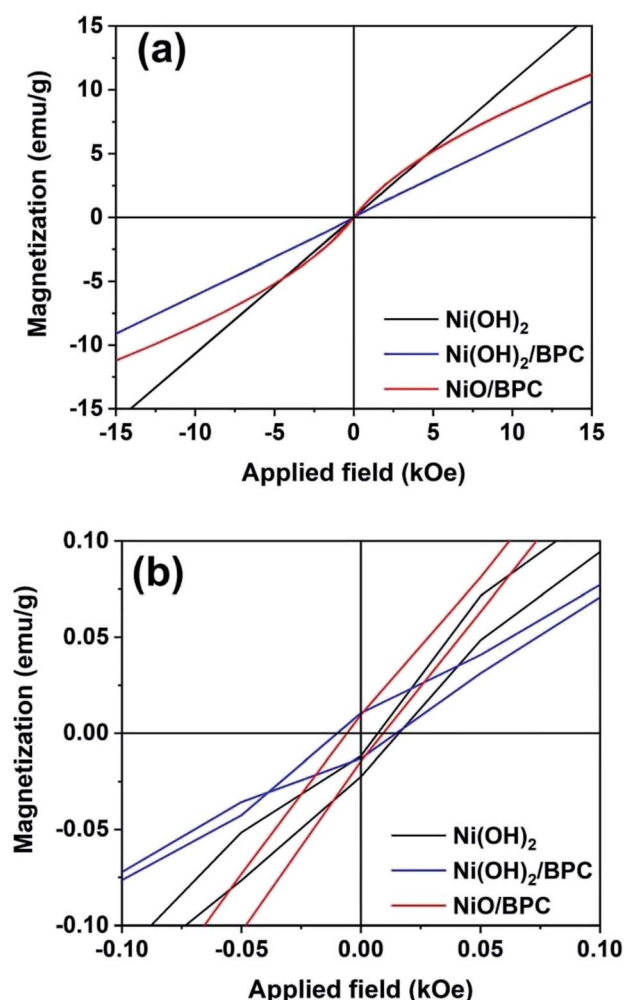 (a)
Magnetization (emu/g)
15
10
5
0
-5
-10
-15
-15 -10 -5 0 5 10 15
Applied field (kOe)
Ni(OH)₂
Ni(OH)₂/BPC
NiO/BPC
(b)
Magnetization (emu/g)
0.10
0.05
0.00
-0.05
-0.10
-0.10 -0.05 0.00 0.05 0.10
Applied field (kOe)
Ni(OH)₂
Ni(OH)₂/BPC
NiO/BPC